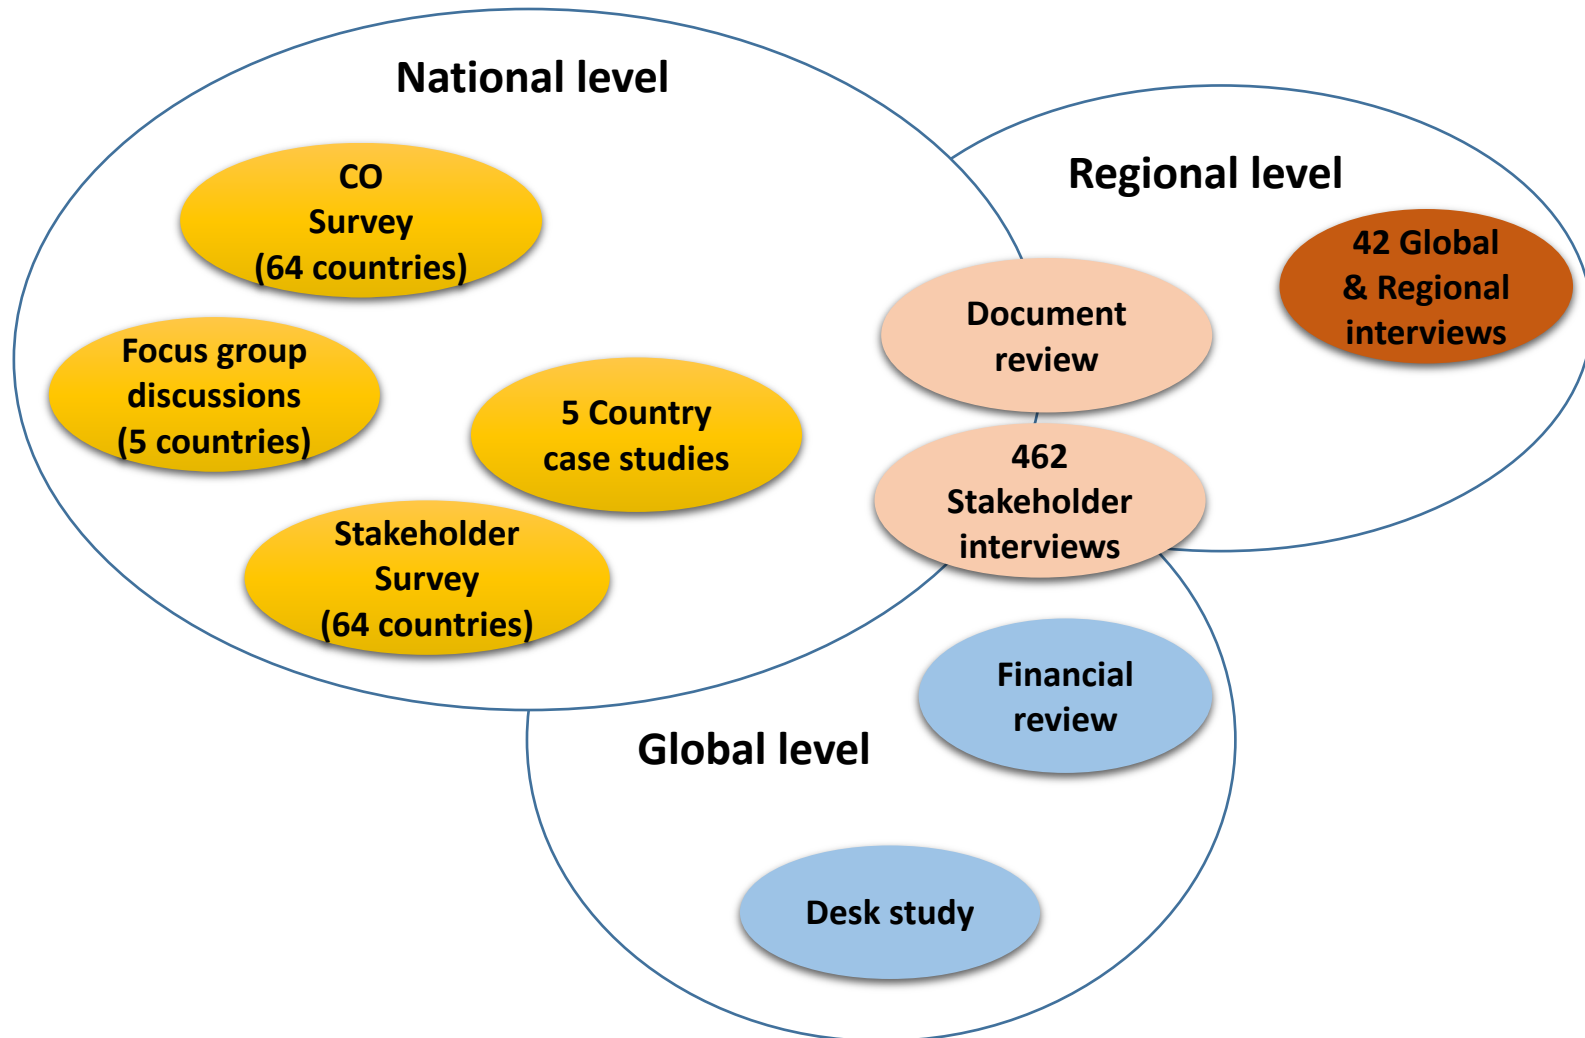 National level
CO
Survey
(64 countries)
Focus group
discussions
(5 countries)
5 Country
case studies
Stakeholder
Survey
(64 countries)
Regional level
42 Global
& Regional
interviews
Document
review
462
Stakeholder
interviews
Global level
Financial
review
Desk study